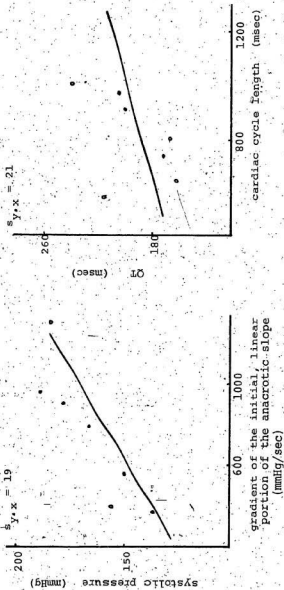 s y·x = 19
200
150
systolic pressure (mmHg)
600
1000
gradient of the initial, linear
portion of the anacrotic slope
(mmHg/sec)
s y·x = 21
260
180
QT (msec)
800
1200
cardiac cycle length (msec)